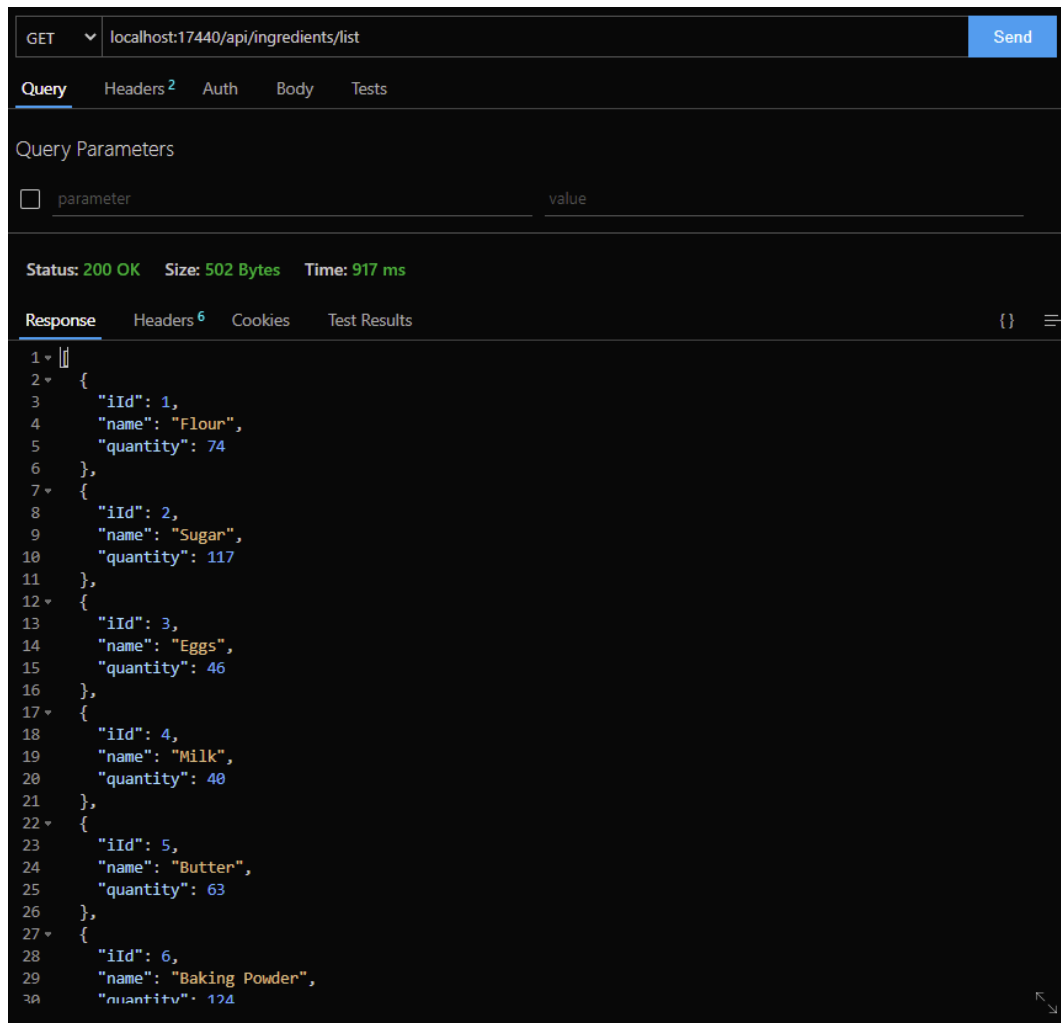 GET localhost:17440/api/ingredients/list Send
Query Headers 2 Auth Body Tests
Query Parameters
parameter value
Status: 200 OK Size: 502 Bytes Time: 917 ms
Response Headers 6 Cookies Test Results {}
1 [
2 {
3 "iId": 1,
4 "name": "Flour",
5 "quantity": 74
6 },
7 {
8 "iId": 2,
9 "name": "Sugar",
10 "quantity": 117
11 },
12 {
13 "iId": 3,
14 "name": "Eggs",
15 "quantity": 46
16 },
17 {
18 "iId": 4,
19 "name": "Milk",
20 "quantity": 40
21 },
22 {
23 "iId": 5,
24 "name": "Butter",
25 "quantity": 63
26 },
27 {
28 "iId": 6,
29 "name": "Baking Powder",
30 "quantity": 124